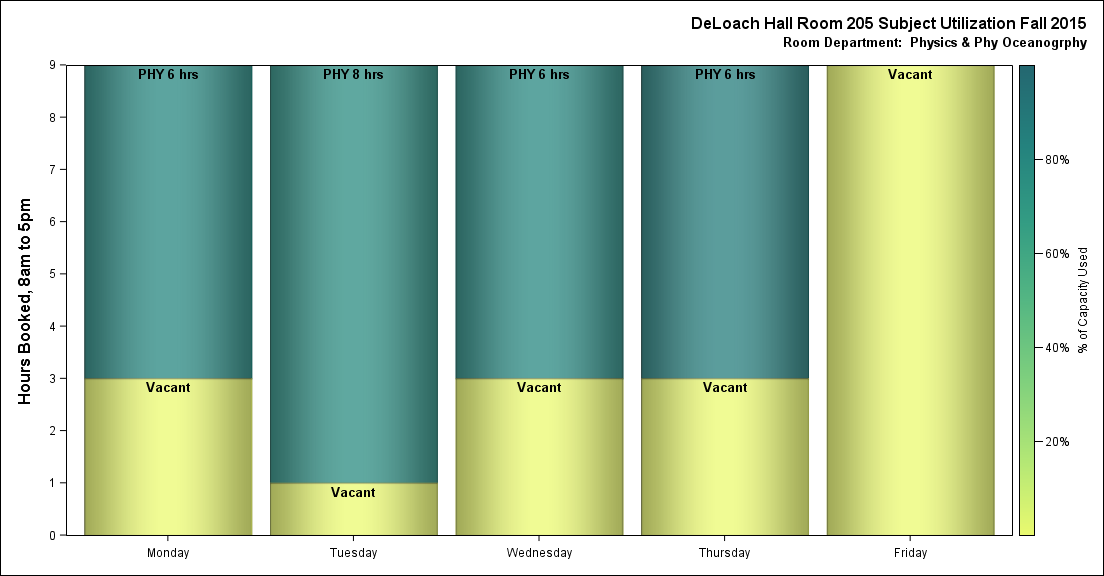 DeLoach Hall Room 205 Subject Utilization Fall 2015
Room Department:  Physics & Phy Oceanogrphy
Hours Booked, 8am to 5pm
9
8
7
6
5
4
3
2
1
0
PHY 6 hrs
PHY 8 hrs
PHY 6 hrs
PHY 6 hrs
Vacant
Vacant
Vacant
Vacant
Vacant
Monday
Tuesday
Wednesday
Thursday
Friday
80%
60%
40%
20%
% of Capacity Used